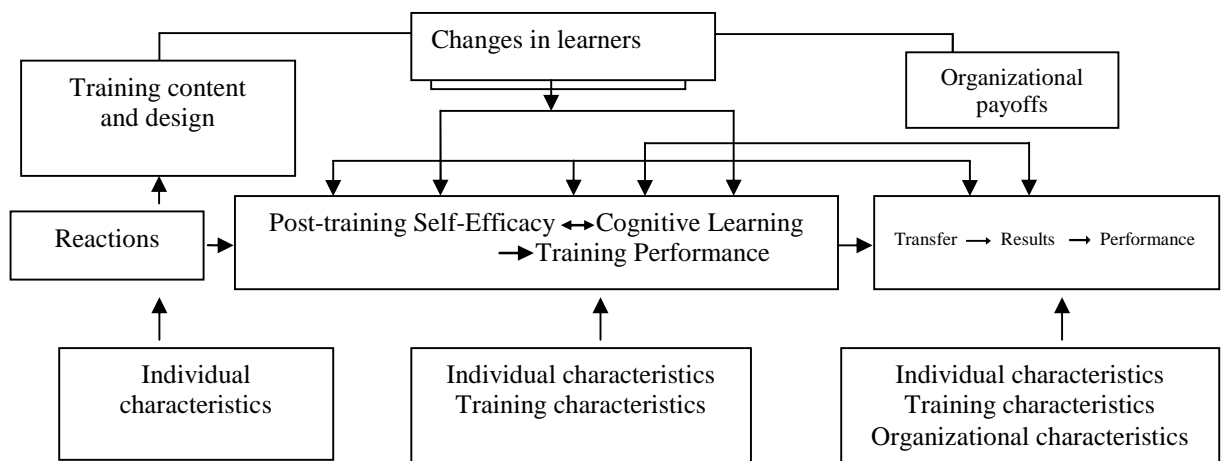 Changes in learners
Training content
and design
Organizational
payoffs
Reactions
Post-training Self-Efficacy ↔ Cognitive Learning
→ Training Performance
Transfer → Results → Performance
Individual
characteristics
Individual characteristics
Training characteristics
Individual characteristics
Training characteristics
Organizational characteristics